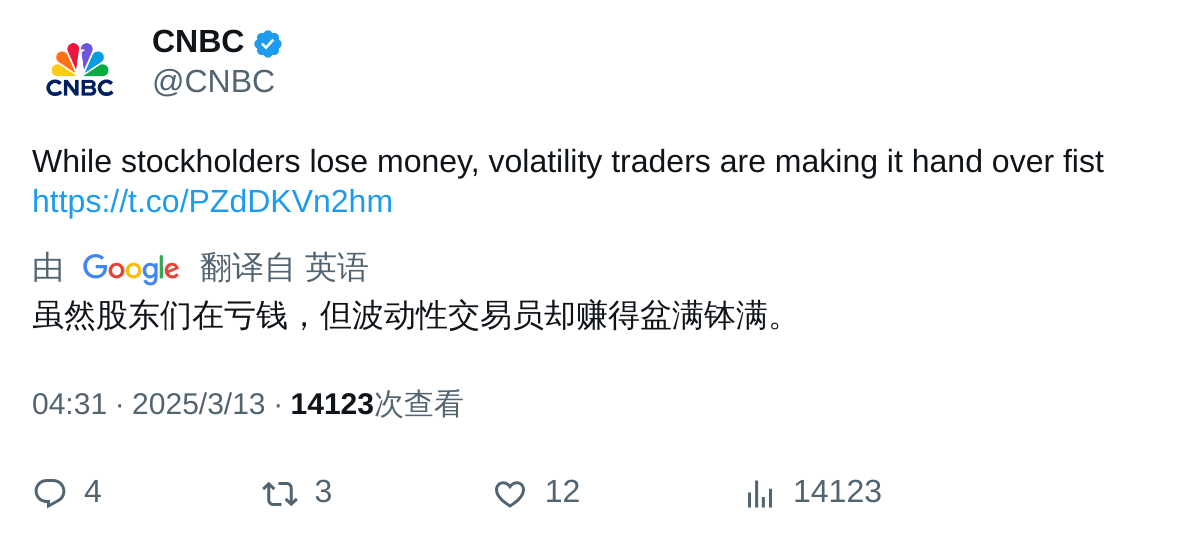 CNBC
CNBC
@CNBC
While stockholders lose money, volatility traders are making it hand over fist
https://t.co/PZdDKVn2hm
由 Google 翻译自 英语
虽然股东们在亏钱，但波动性交易员却赚得盆满钵满。
04:31 · 2025/3/13 · 14123次查看
4 3 12 14123